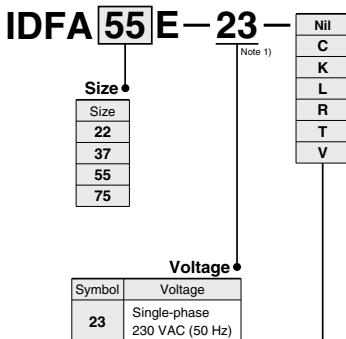 IDFA 55 E — 23 —
Note 1)
Nil
C
K
L
R
T
V
Size
Size
22
37
55
75
Voltage
Symbol Voltage
23 Single-phase
230 VAC (50 Hz)